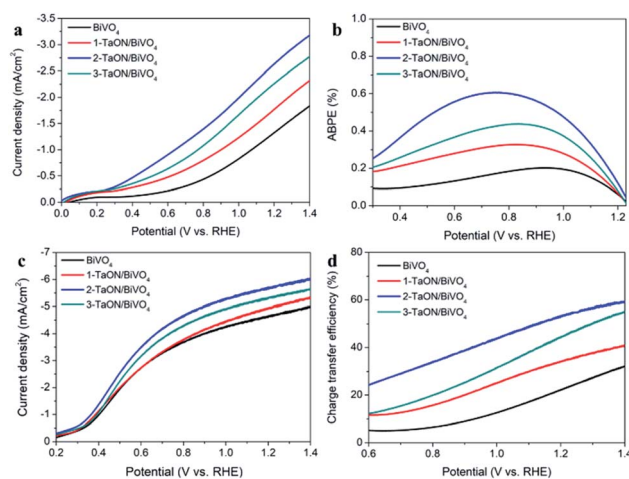 a
Current density (mA/cm²)
-3.5
-3.0
-2.5
-2.0
-1.5
-1.0
-0.5
0.0
BiVO₄
1-TaON/BiVO₄
2-TaON/BiVO₄
3-TaON/BiVO₄
0.0 0.2 0.4 0.6 0.8 1.0 1.2 1.4
Potential (V vs. RHE)
b
ABPE (%)
1.0
0.8
0.6
0.4
0.2
0.0
BiVO₄
1-TaON/BiVO₄
2-TaON/BiVO₄
3-TaON/BiVO₄
0.4 0.6 0.8 1.0 1.2
Potential (V vs. RHE)
c
Current density (mA/cm²)
-7
-6
-5
-4
-3
-2
-1
0
BiVO₄
1-TaON/BiVO₄
2-TaON/BiVO₄
3-TaON/BiVO₄
0.2 0.4 0.6 0.8 1.0 1.2 1.4
Potential (V vs. RHE)
d
Charge transfer efficiency (%)
80
60
40
20
0
BiVO₄
1-TaON/BiVO₄
2-TaON/BiVO₄
3-TaON/BiVO₄
0.6 0.8 1.0 1.2 1.4
Potential (V vs. RHE)